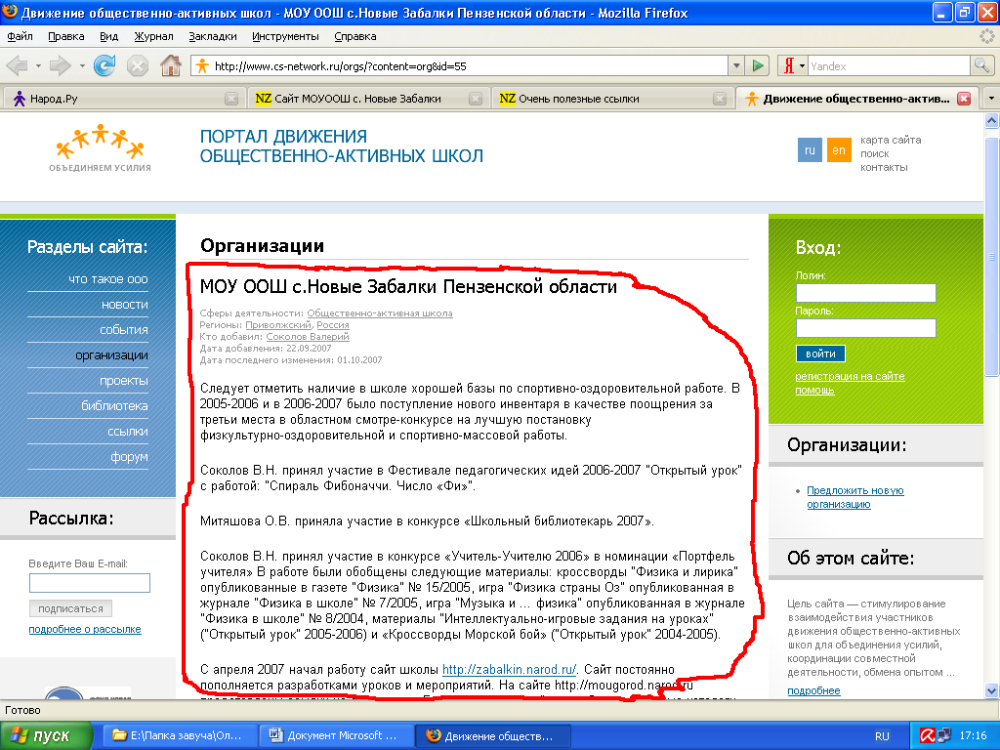 Движение общественно-активных школ - МОУ ООШ с.Новые Забалки Пензенской области - Mozilla Firefox
Файл Правка Вид Журнал Закладки Инструменты Справка
http://www.cs-network.ru/orgs/?content=org&id=55
Я Yandex
Народ.Ру
NZ Сайт МОУООШ с. Новые Забалки
NZ Очень полезные ссылки
Движение общественно-актив...
ОБЪЕДИНЯЕМ УСИЛИЯ
ПОРТАЛ ДВИЖЕНИЯ
ОБЩЕСТВЕННО-АКТИВНЫХ ШКОЛ
ru en
карта сайта
поиск
контакты
Разделы сайта:
что такое ооо
новости
события
организации
проекты
библиотека
ссылки
форум
Рассылка:
Введите Ваш E-mail:
подписаться
подробнее о рассылке
Организации
МОУ ООШ с.Новые Забалки Пензенской области
Сферы деятельности: Общественно-активная школа
Регионы: Приволжский, Россия
Кто добавил: Соколов Валерий
Дата добавления: 22.09.2007
Дата последнего изменения: 01.10.2007
Следует отметить наличие в школе хорошей базы по спортивно-оздоровительной работе. В
2005-2006 и в 2006-2007 было поступление нового инвентаря в качестве поощрения за
третьи места в областном смотре-конкурсе на лучшую постановку
физкультурно-оздоровительной и спортивно-массовой работы.
Соколов В.Н. принял участие в Фестивале педагогических идей 2006-2007 "Открытый урок"
с работой: "Спираль Фибоначчи. Число «Фи»".
Митяшова О.В. приняла участие в конкурсе «Школьный библиотекарь 2007».
Соколов В.Н. принял участие в конкурсе «Учитель-Учителю 2006» в номинации «Портфель
учителя» В работе были обобщены следующие материалы: кроссворды "Физика и лирика"
опубликованные в газете "Физика" № 15/2005, игра "Физика страны Оз" опубликованная в
журнале "Физика в школе" № 7/2005, игра "Музыка и ... физика" опубликованная в журнале
"Физика в школе" № 8/2004, материалы "Интеллектуально-игровые задания на уроках"
("Открытый урок" 2005-2006) и «Кроссворды Морской бой» ("Открытый урок" 2004-2005).
С апреля 2007 начал работу сайт школы http://zabalkin.narod.ru/. Сайт постоянно
пополняется разработками уроков и мероприятий. На сайте http://mougorod.narod.ru
Вход:
Логин:
Пароль:
войти
регистрация на сайте
помощь
Организации:
Предложить новую
организацию
Об этом сайте:
Цель сайта — стимулирование
взаимодействия участников
движения общественно-активных
школ для объединения усилий,
координации совместной
деятельности, обмена опытом ...
подробнее
Готово
пуск
E:\Папка завуча\Ол...
Документ Microsoft ...
Движение обществ...
RU
17:16